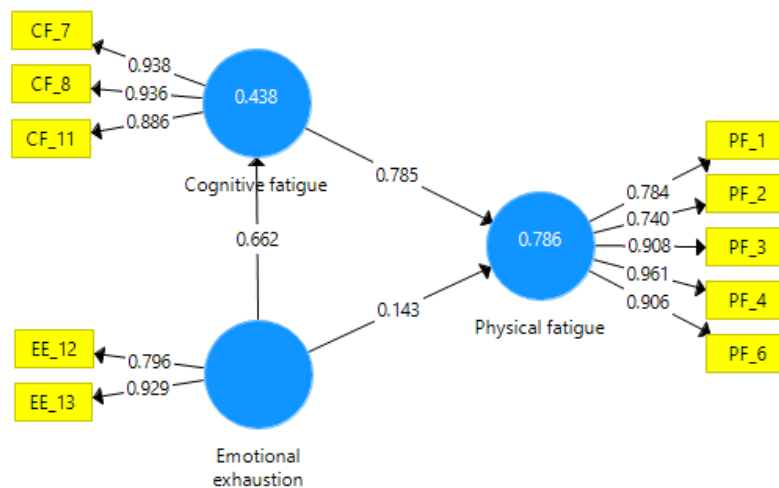 CF_7
0.938
CF_8
0.936
CF_11
0.886
0.438
Cognitive fatigue
0.785
0.662
0.143
EE_12
0.796
EE_13
0.929
Emotional
exhaustion
0.786
Physical fatigue
PF_1
0.784
PF_2
0.740
PF_3
0.908
PF_4
0.961
PF_6
0.906